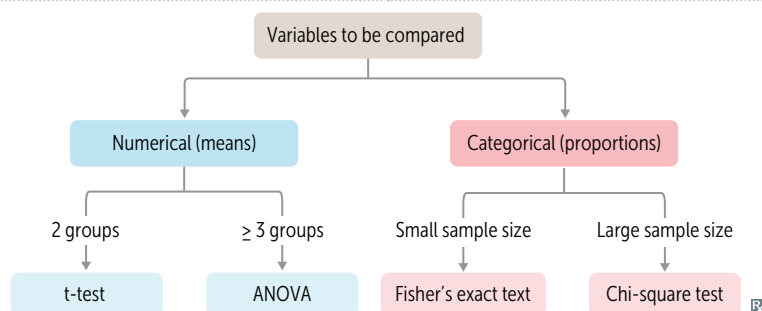 Variables to be compared
Numerical (means)
Categorical (proportions)
2 groups
≥ 3 groups
Small sample size
Large sample size
t-test
ANOVA
Fisher's exact text
Chi-square test
R